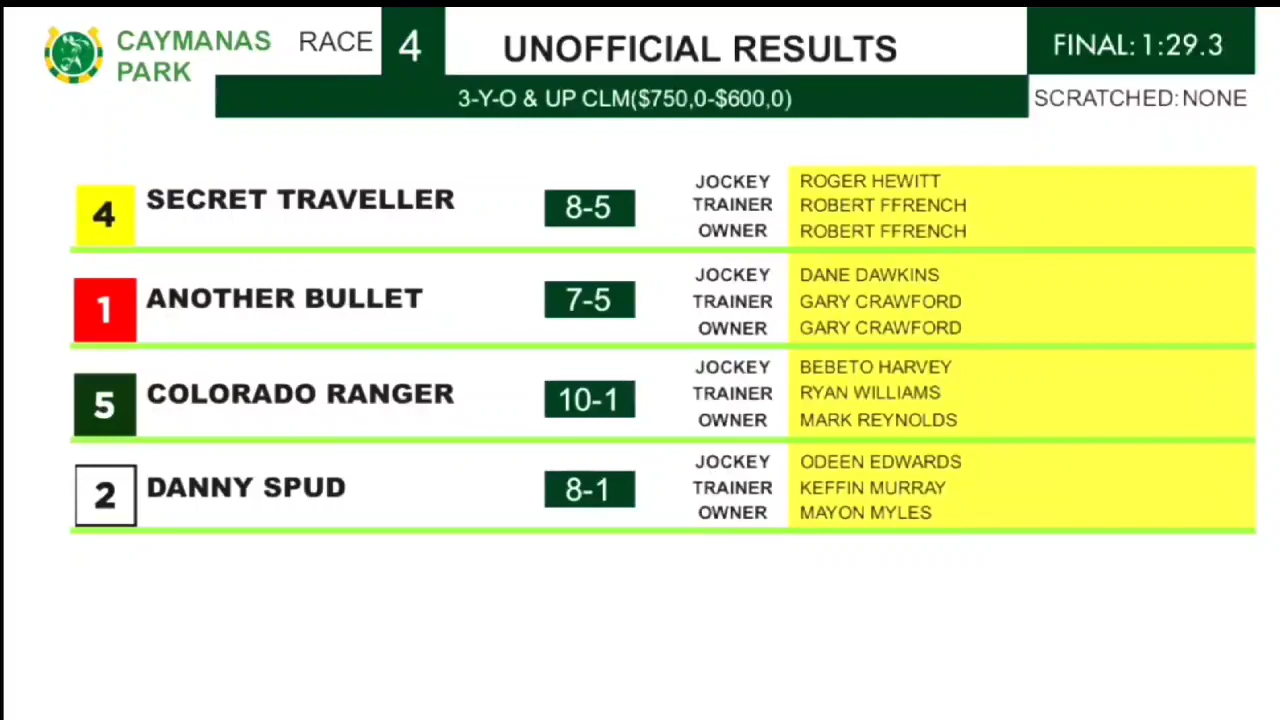 CAYMANAS PARK
RACE 4
UNOFFICIAL RESULTS
FINAL: 1:29.3
3-Y-O & UP CLM($750,0-$600,0)
SCRATCHED: NONE
4 SECRET TRAVELLER 8-5
JOCKEY ROGER HEWITT
TRAINER ROBERT FFRENCH
OWNER ROBERT FFRENCH
1 ANOTHER BULLET 7-5
JOCKEY DANE DAWKINS
TRAINER GARY CRAWFORD
OWNER GARY CRAWFORD
5 COLORADO RANGER 10-1
JOCKEY BEBETO HARVEY
TRAINER RYAN WILLIAMS
OWNER MARK REYNOLDS
2 DANNY SPUD 8-1
JOCKEY ODEEN EDWARDS
TRAINER KEFFIN MURRAY
OWNER MAYON MYLES